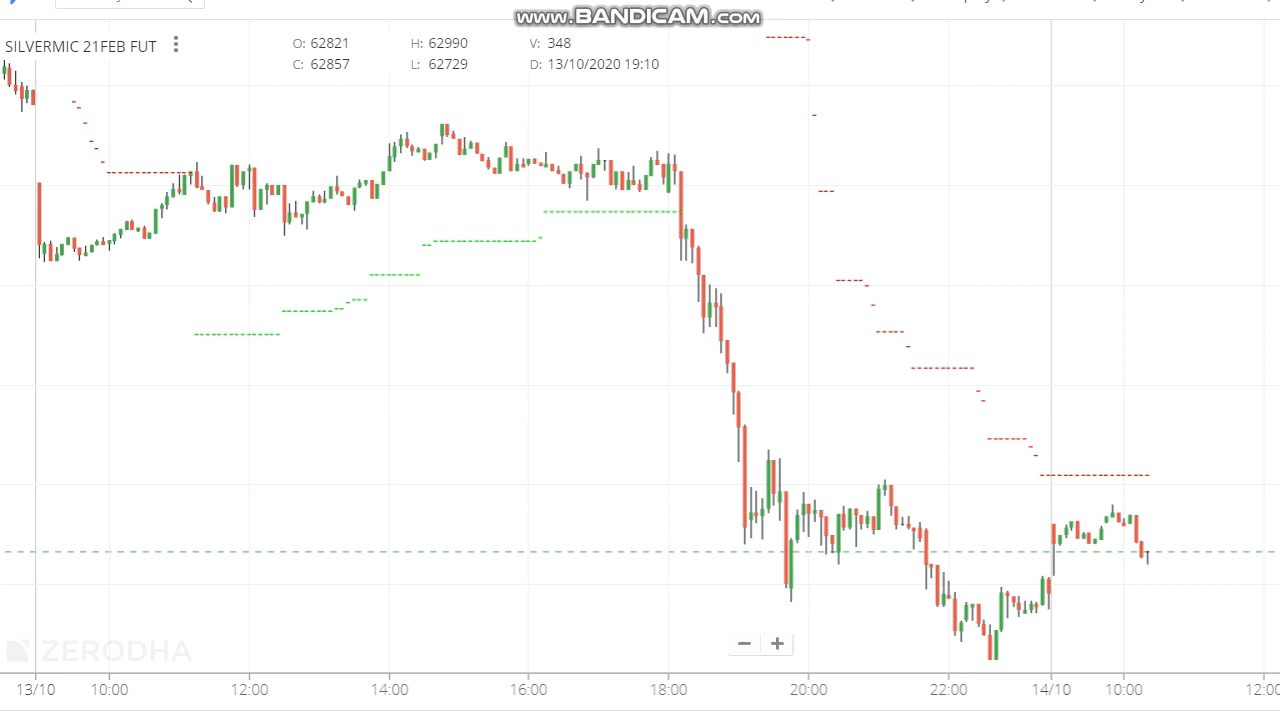 www.BANDICAM.com
SILVERMIC 21FEB FUT
O: 62821 H: 62990 V: 348
C: 62857 L: 62729 D: 13/10/2020 19:10
ZERODHA
13/10 10:00 12:00 14:00 16:00 18:00 20:00 22:00 14/10 10:00 12:00